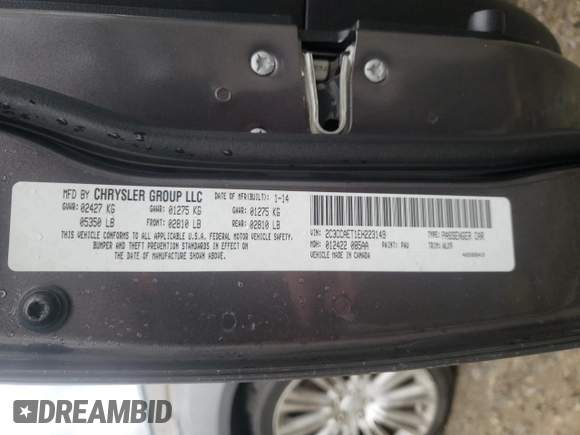 MFD BY CHRYSLER GROUP LLC DATE OF MFR(BUILT): 1-14
GVWR: 02427 KG GAWR: 01275 KG GAWR: 01275 KG
05350 LB FRONT: 02810 LB REAR: 02810 LB
THIS VEHICLE CONFORMS TO ALL APPLICABLE U.S.A. FEDERAL MOTOR VEHICLE SAFETY,
BUMPER AND THEFT PREVENTION STANDARDS IN EFFECT ON
THE DATE OF MANUFACTURE SHOWN ABOVE.
VIN: 2C3CCAET1EH223149 TYPE: PASSENGER CAR
MDH: 012422 085AA PAINT: PAU TRIM: ALX9
VEHICLE MADE IN CANADA
DREAMBID